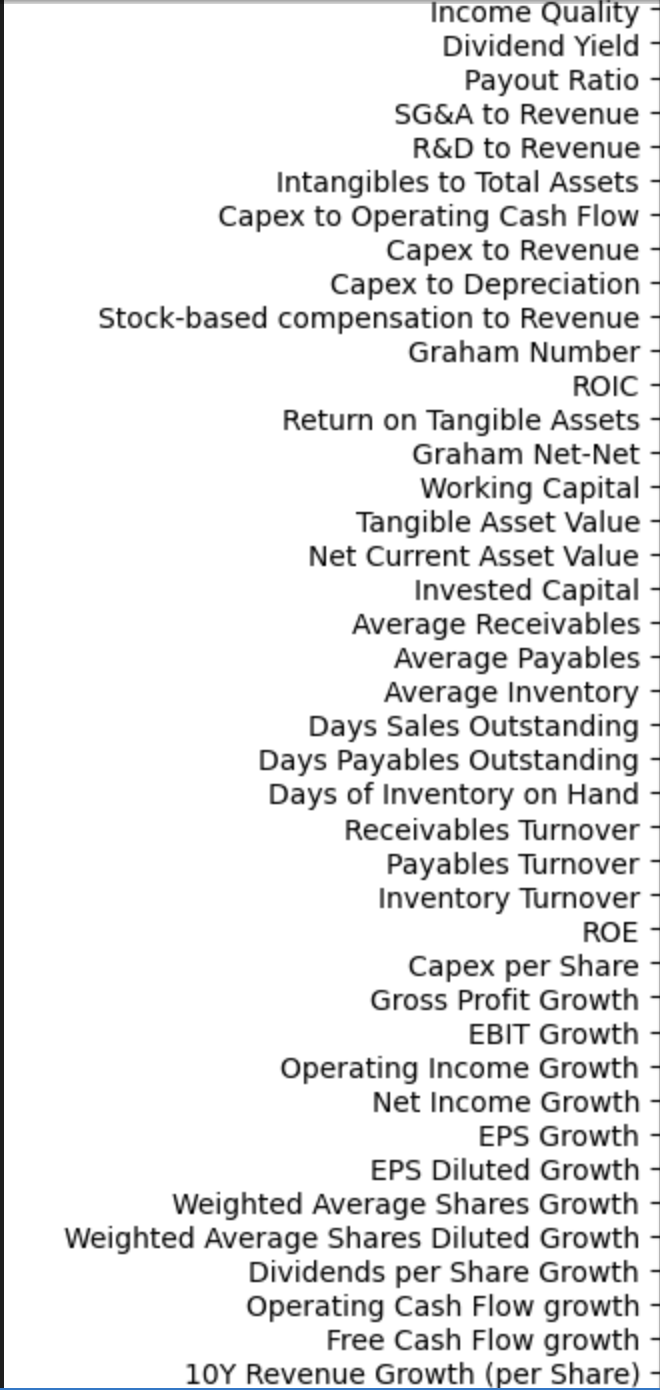 Income Quality
Dividend Yield
Payout Ratio
SG&A to Revenue
R&D to Revenue
Intangibles to Total Assets
Capex to Operating Cash Flow
Capex to Revenue
Capex to Depreciation
Stock-based compensation to Revenue
Graham Number
ROIC
Return on Tangible Assets
Graham Net-Net
Working Capital
Tangible Asset Value
Net Current Asset Value
Invested Capital
Average Receivables
Average Payables
Average Inventory
Days Sales Outstanding
Days Payables Outstanding
Days of Inventory on Hand
Receivables Turnover
Payables Turnover
Inventory Turnover
ROE
Capex per Share
Gross Profit Growth
EBIT Growth
Operating Income Growth
Net Income Growth
EPS Growth
EPS Diluted Growth
Weighted Average Shares Growth
Weighted Average Shares Diluted Growth
Dividends per Share Growth
Operating Cash Flow growth
Free Cash Flow growth
10Y Revenue Growth (per Share)